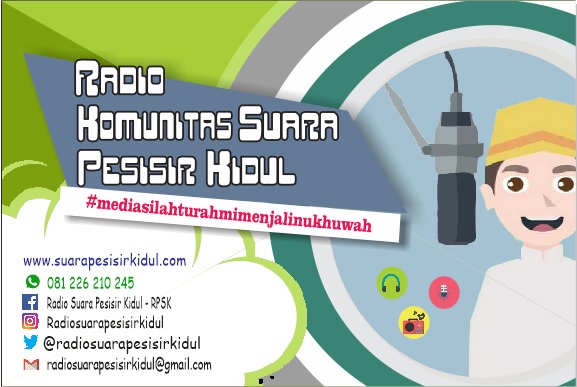 Radio
Komunitas Suara
Pesisir Kidul
#mediasilahturahmimenjalinukhuwah
www.suarapesisirkidul.com
081 226 210 245
Radio Suara Pesisir Kidul - RPSK
Radiosuarapesisirkidul
@radiosuarapesisirkidul
radiosuarapesisirkidul@gmail.com